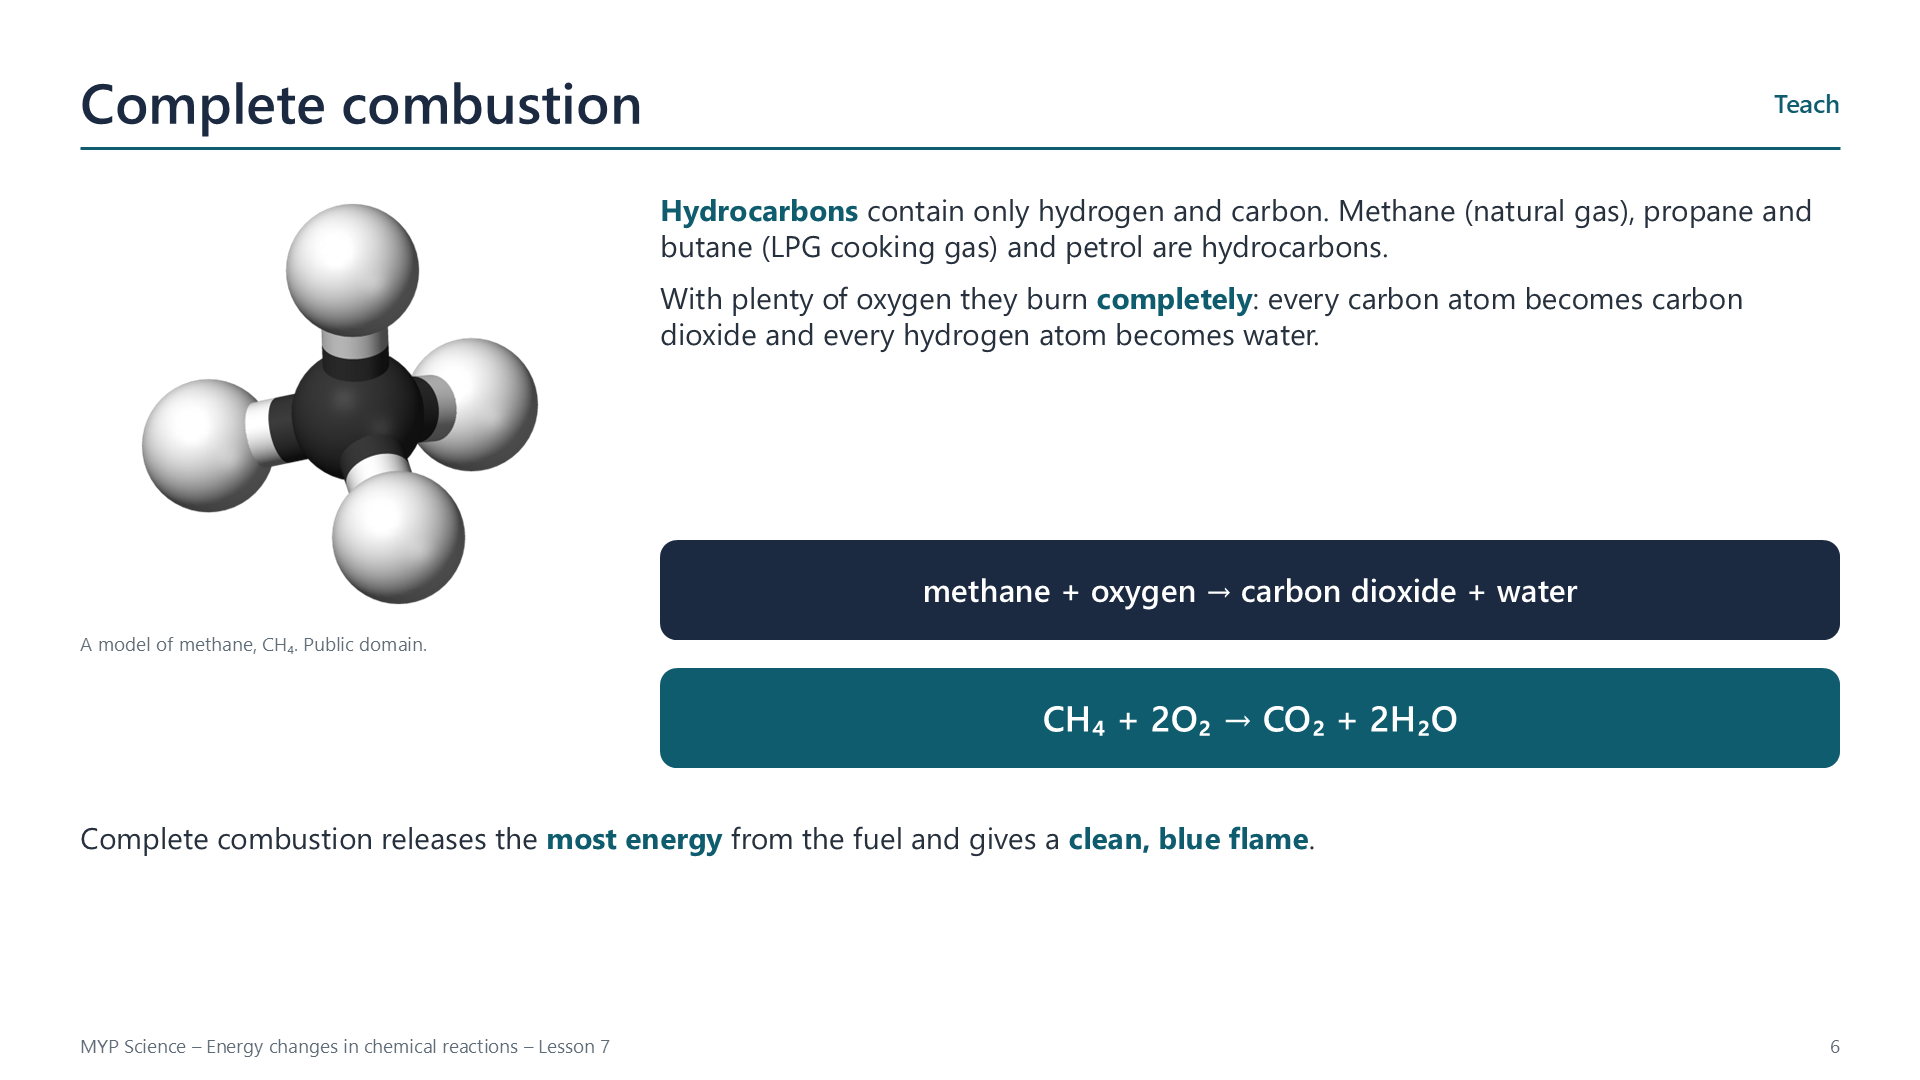 Complete combustion
Teach
Hydrocarbons contain only hydrogen and carbon. Methane (natural gas), propane and
butane (LPG cooking gas) and petrol are hydrocarbons.
With plenty of oxygen they burn completely: every carbon atom becomes carbon
dioxide and every hydrogen atom becomes water.
methane + oxygen → carbon dioxide + water
A model of methane, CH₄. Public domain.
CH₄ + 2O₂ → CO₂ + 2H₂O
Complete combustion releases the most energy from the fuel and gives a clean, blue flame.
MYP Science – Energy changes in chemical reactions – Lesson 7
6